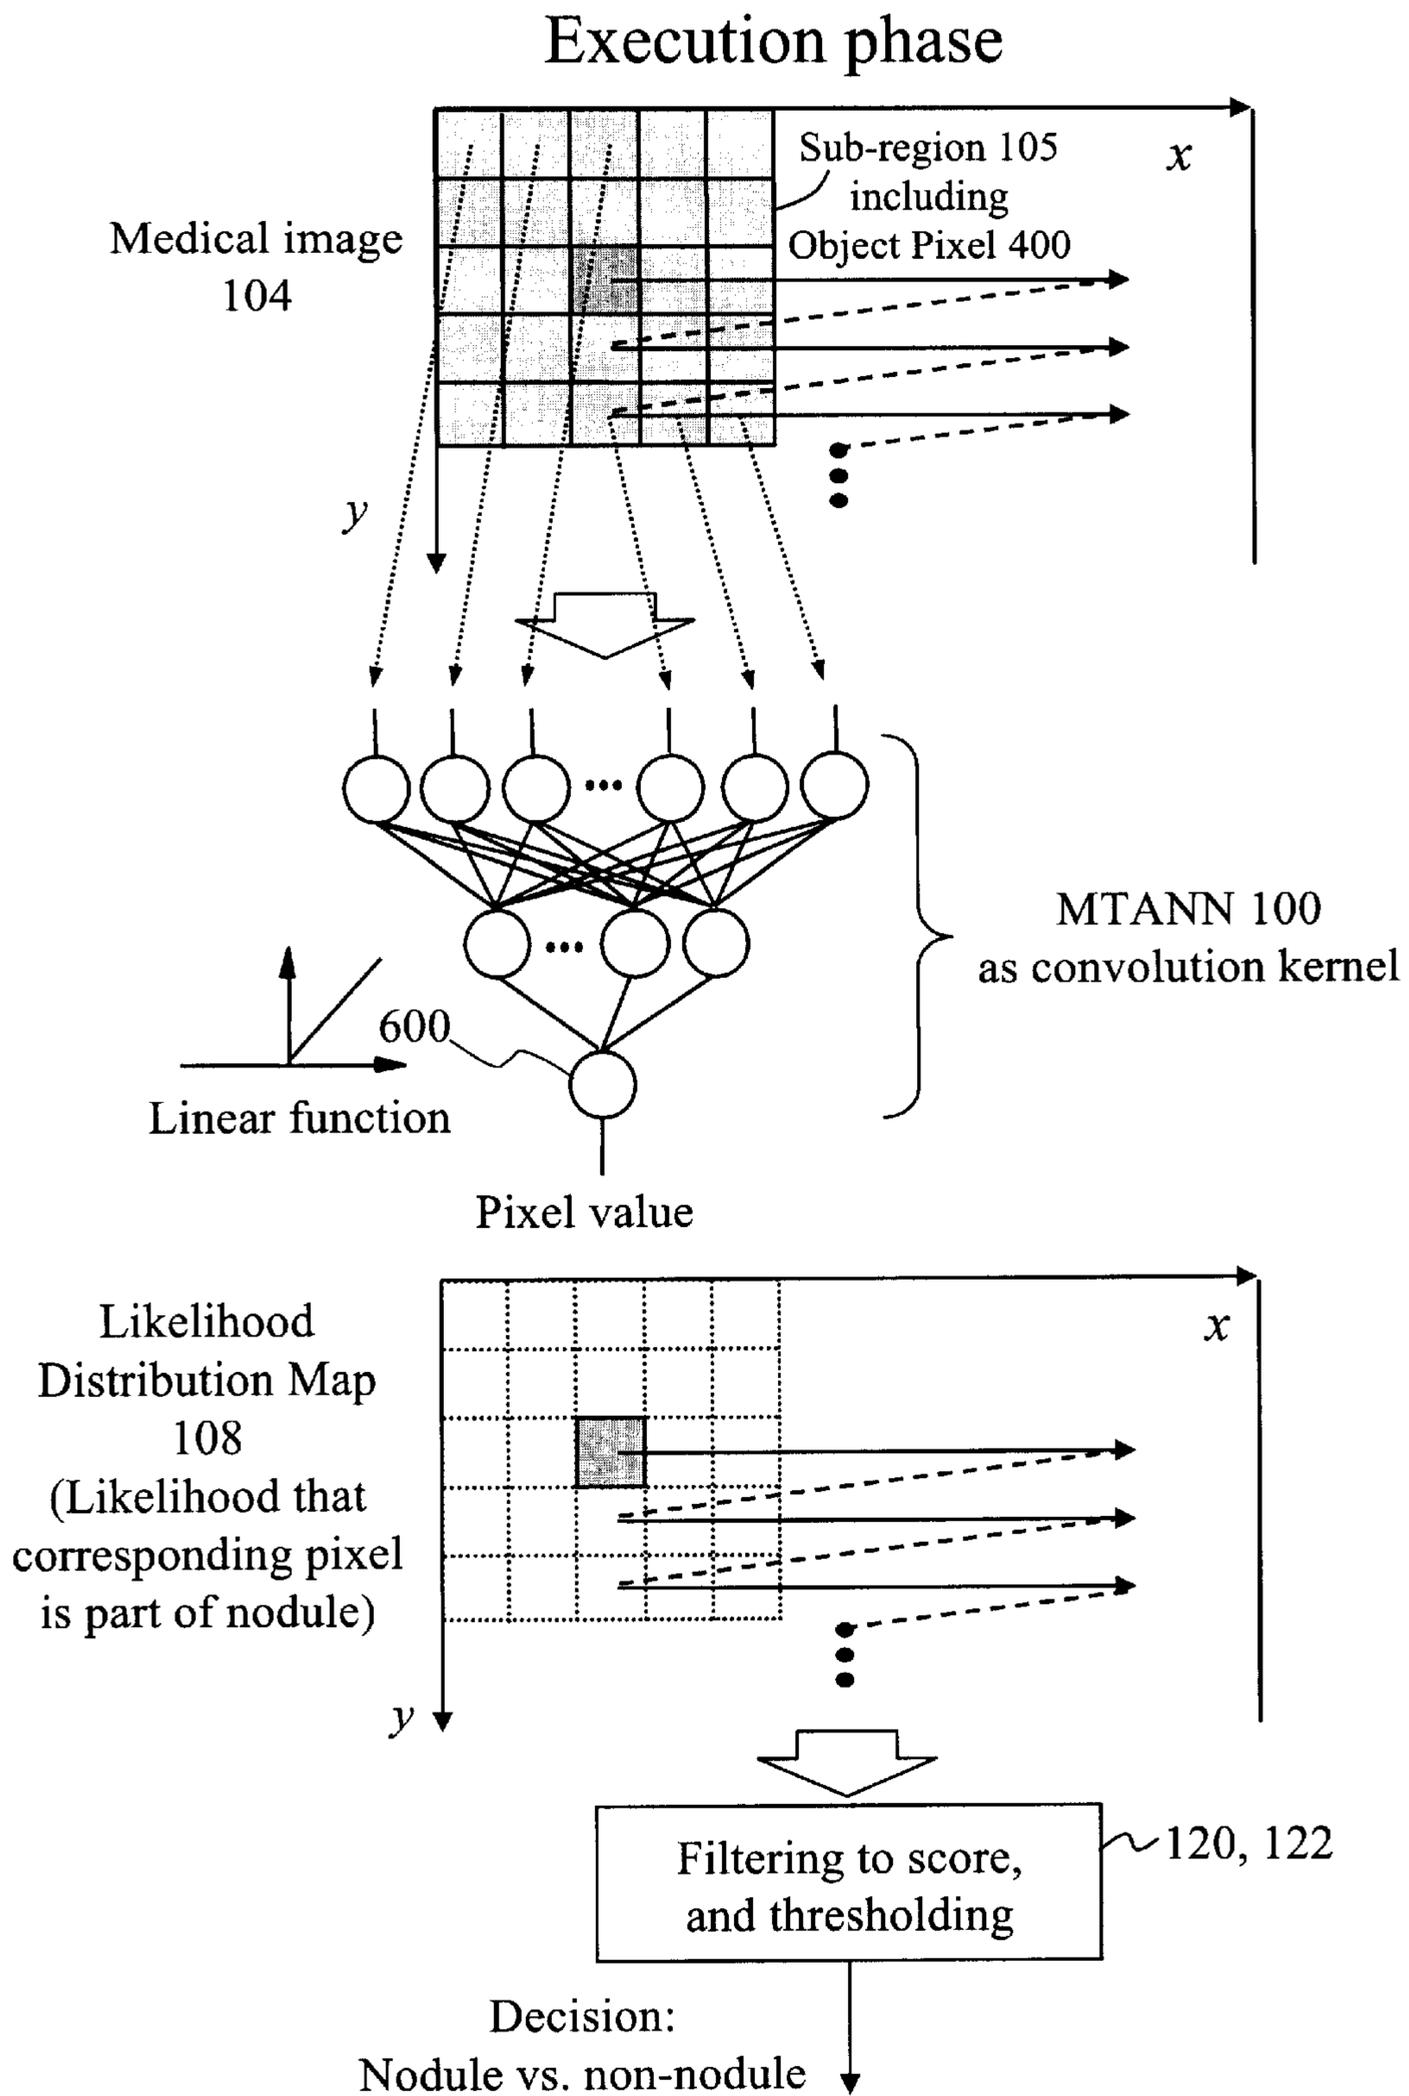 Execution phase
x
Sub-region 105
including
Object Pixel 400
Medical image
104
y
MTANN 100
as convolution kernel
600
Linear function
Pixel value
x
Likelihood
Distribution Map
108
(Likelihood that
corresponding pixel
is part of nodule)
y
Filtering to score,
and thresholding
120, 122
Decision:
Nodule vs. non-nodule